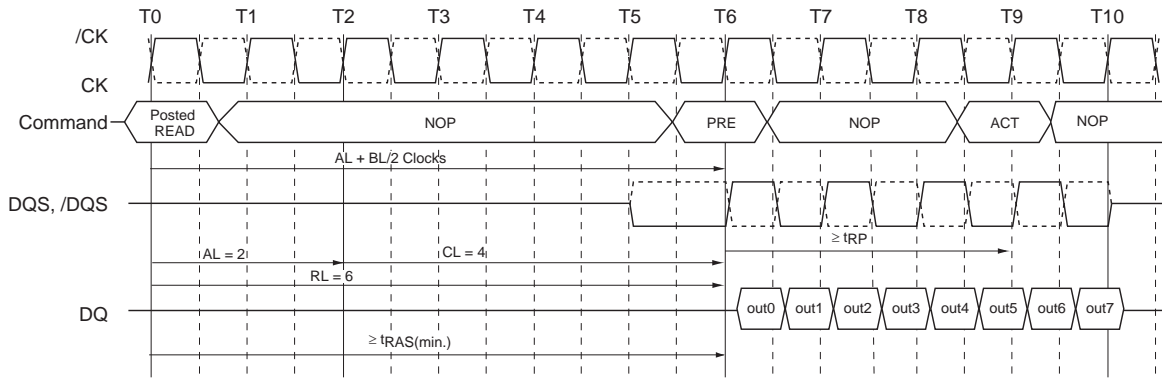 T0 T1 T2 T3 T4 T5 T6 T7 T8 T9 T10
/CK
CK
Command
Posted
READ
NOP
PRE
NOP
ACT
NOP
AL + BL/2 Clocks
DQS, /DQS
≥ tRP
AL = 2
CL = 4
RL = 6
DQ
out0 out1 out2 out3 out4 out5 out6 out7
≥ tRAS(min.)